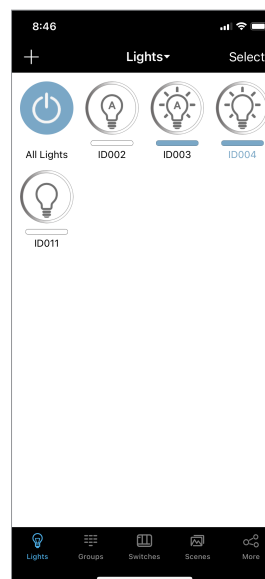 8:46
Lights
Select
A
A
All Lights
ID002
ID003
ID004
ID011
Lights
Groups
Switches
Scenes
More